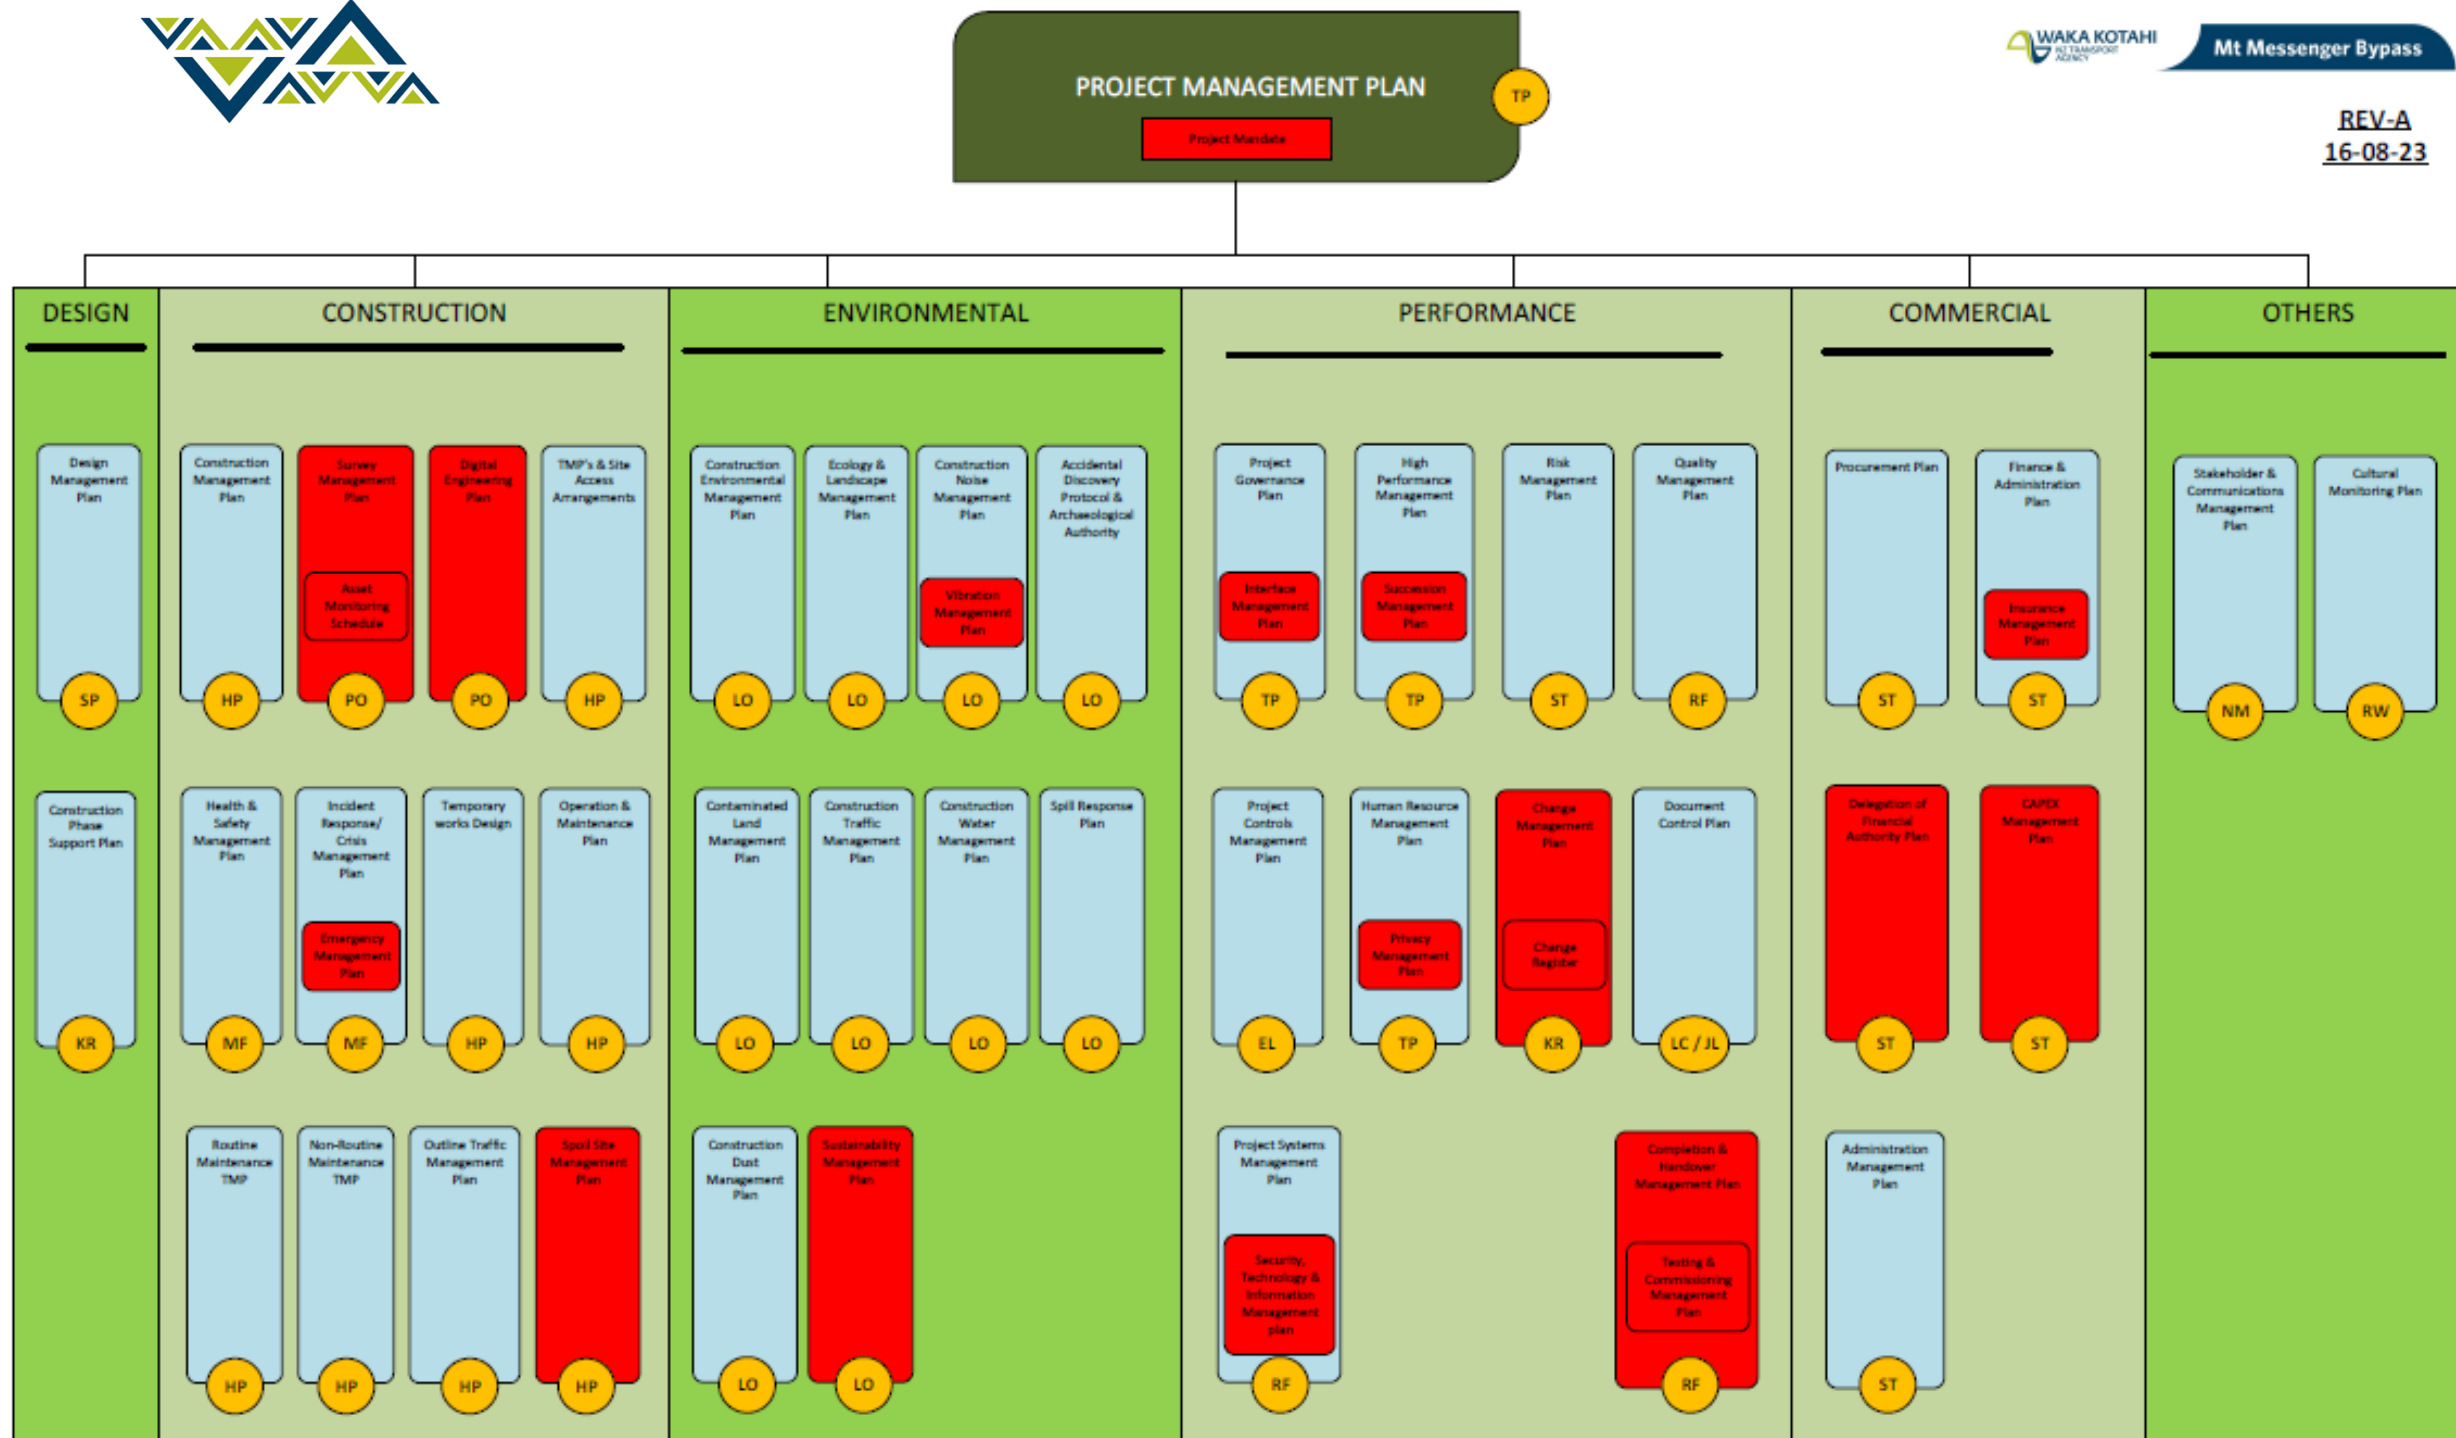 PROJECT MANAGEMENT PLAN
Project Mandate
TP
WAKA KOTAHI
NZ TRANSPORT
AGENCY
Mt Messenger Bypass
REV-A
16-08-23
DESIGN
Design
Management
Plan
SP
Construction
Phase
Support Plan
KR
CONSTRUCTION
Construction
Management
Plan
HP
Survey
Management
Plan
Asset
Monitoring
Schedule
PO
Digital
Engineering
Plan
PO
TMP's & Site
Access
Arrangements
HP
Health &
Safety
Management
Plan
MF
Incident
Response/
Crisis
Management
Plan
Emergency
Management
Plan
MF
Temporary
works Design
HP
Operation &
Maintenance
Plan
HP
Routine
Maintenance
TMP
HP
Non-Routine
Maintenance
TMP
HP
Outline Traffic
Management
Plan
HP
Spoil Site
Management
Plan
HP
ENVIRONMENTAL
Construction
Environmental
Management
Plan
LO
Ecology &
Landscape
Management
Plan
LO
Construction
Noise
Management
Plan
Vibration
Management
Plan
LO
Accidental
Discovery
Protocol &
Archaeological
Authority
LO
Contaminated
Land
Management
Plan
LO
Construction
Traffic
Management
Plan
LO
Construction
Water
Management
Plan
LO
Spill Response
Plan
LO
Construction
Dust
Management
Plan
LO
Sustainability
Management
Plan
LO
PERFORMANCE
Project
Governance
Plan
Interface
Management
Plan
TP
High
Performance
Management
Plan
Succession
Management
Plan
TP
Risk
Management
Plan
ST
Quality
Management
Plan
RF
Project
Controls
Management
Plan
EL
Human Resource
Management
Plan
Privacy
Management
Plan
TP
Change
Management
Plan
Change
Register
KR
Document
Control Plan
LC / JL
Project Systems
Management
Plan
Security,
Technology &
Information
Management
plan
RF
Completion &
Handover
Management Plan
Testing &
Commissioning
Management
Plan
RF
COMMERCIAL
Procurement Plan
ST
Finance &
Administration
Plan
Insurance
Management
Plan
ST
Delegation of
Financial
Authority Plan
ST
CAPEX
Management
Plan
ST
Administration
Management
Plan
ST
OTHERS
Stakeholder &
Communications
Management
Plan
NM
Cultural
Monitoring Plan
RW